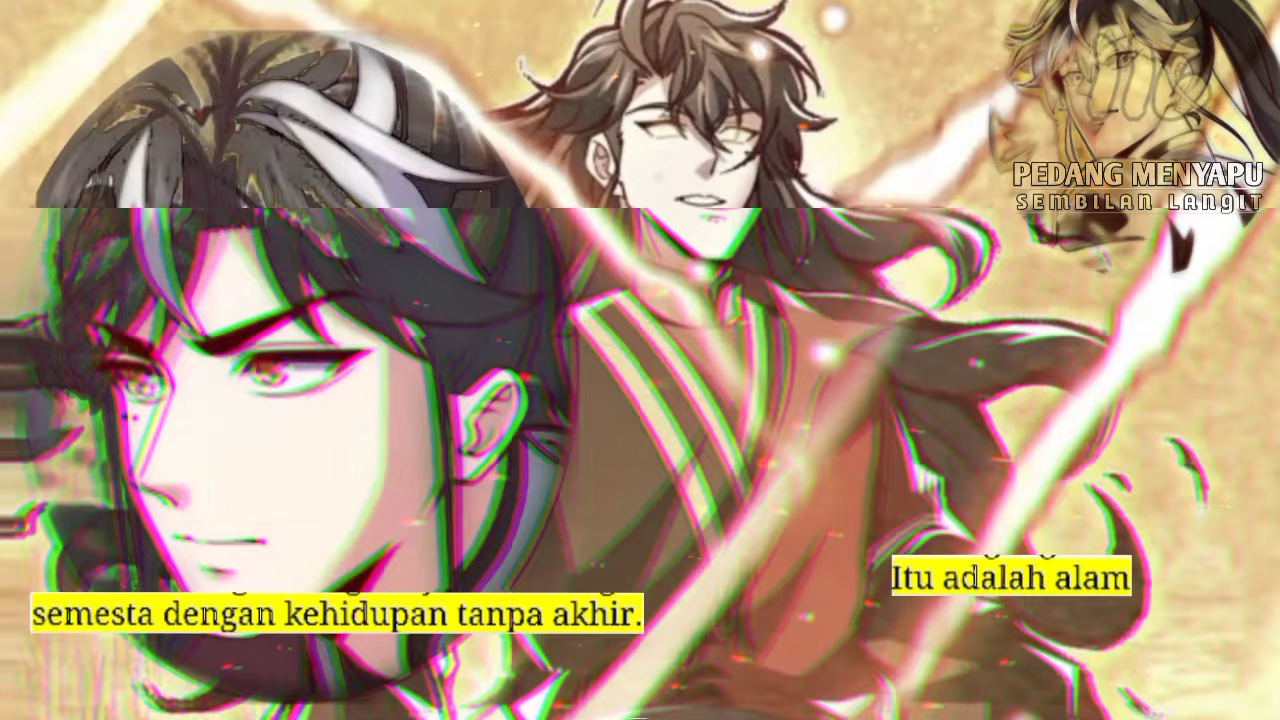 PEDANG MENYAPU
SEMBILAN LANGIT
Itu adalah alam
semesta dengan kehidupan tanpa akhir.